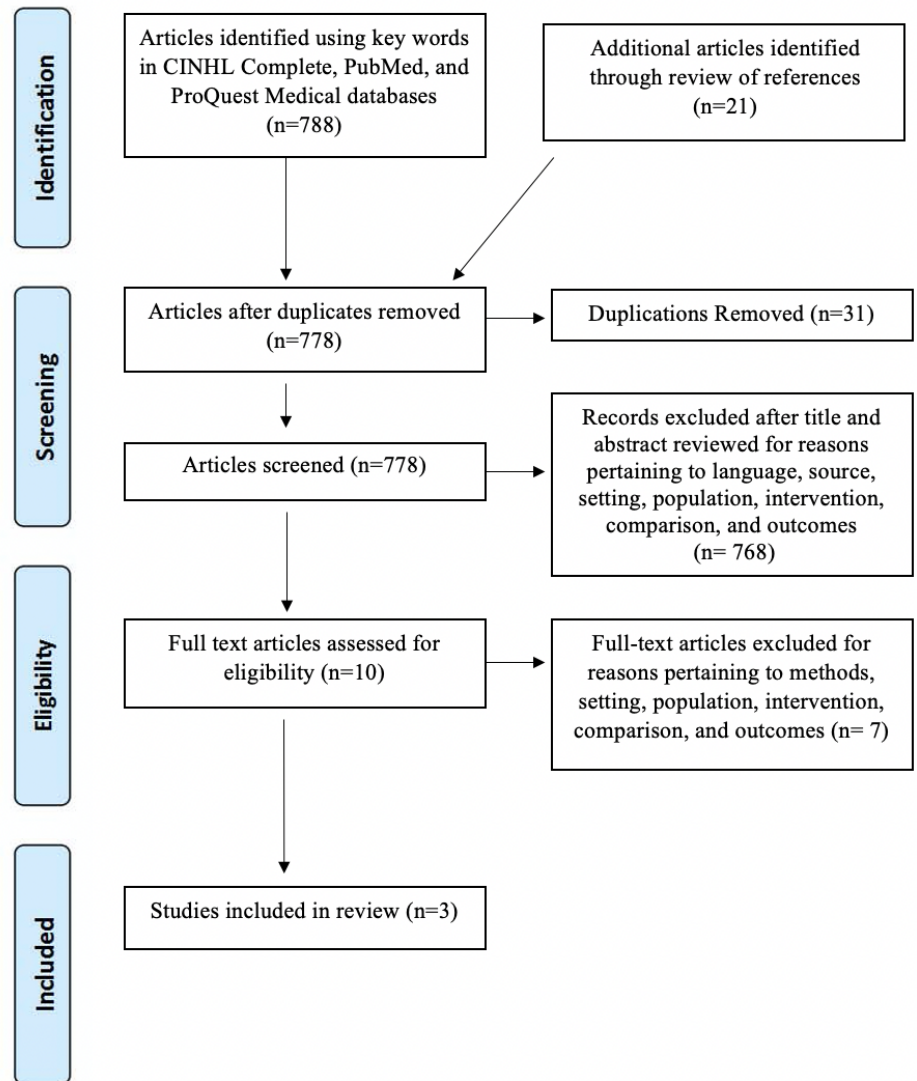 Identification
Articles identified using key words
in CINHL Complete, PubMed, and
ProQuest Medical databases
(n=788)
Additional articles identified
through review of references
(n=21)
Screening
Articles after duplicates removed
(n=778)
Duplications Removed (n=31)
Articles screened (n=778)
Records excluded after title and
abstract reviewed for reasons
pertaining to language, source,
setting, population, intervention,
comparison, and outcomes
(n= 768)
Eligibility
Full text articles assessed for
eligibility (n=10)
Full-text articles excluded for
reasons pertaining to methods,
setting, population, intervention,
comparison, and outcomes (n= 7)
Included
Studies included in review (n=3)